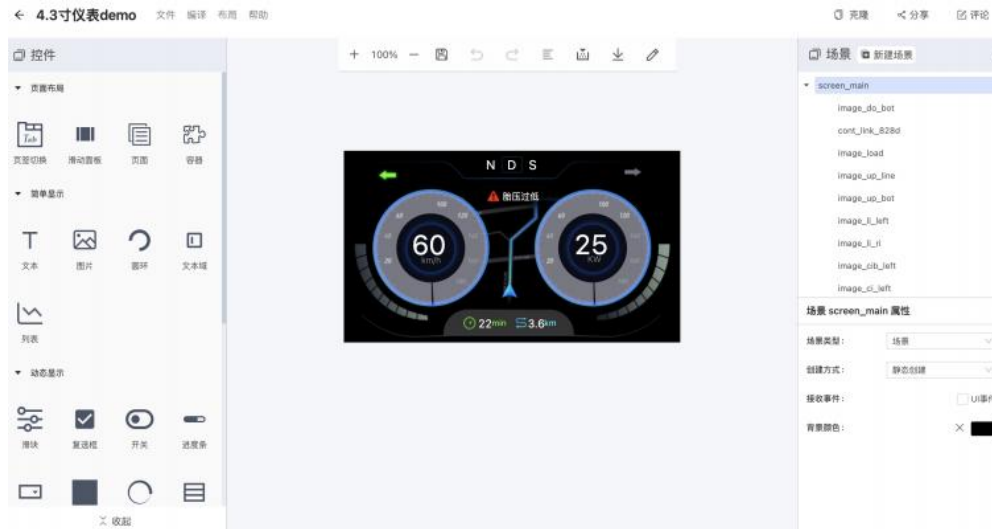 ← 4.3寸仪表demo 文件 编译 布局 帮助 克隆 分享 评论
控件
页面布局
Tab
页签切换 滑动面板 页面 容器
简单显示
文本 图片 圆环 文本域
列表
动态显示
滑块 复选框 开关 进度条
收起
+ 100% −
N D S
胎压过低
60
km/h
25
KW
22min 3.6km
场景 新建场景
screen_main
image_do_bot
cont_link_828d
image_load
image_up_line
image_up_bot
image_li_left
image_li_ri
image_cib_left
image_ci_left
场景 screen_main 属性
场景类型： 场景
创建方式： 静态创建
接收事件： UI事件
背景颜色：